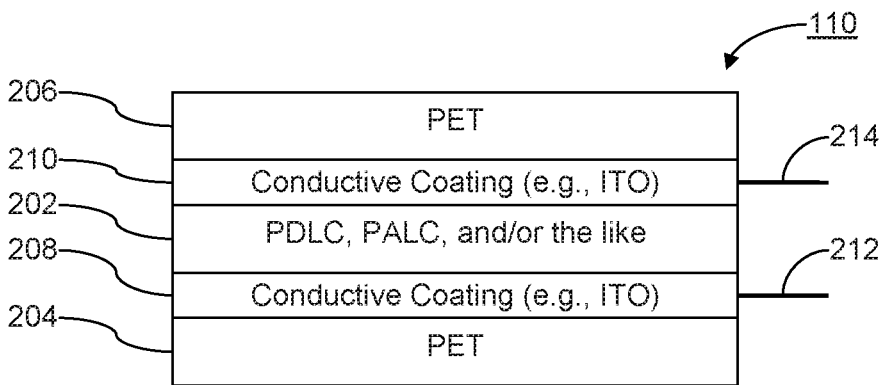 110
206
PET
214
210
Conductive Coating (e.g., ITO)
202
PDLC, PALC, and/or the like
208
Conductive Coating (e.g., ITO)
212
204
PET